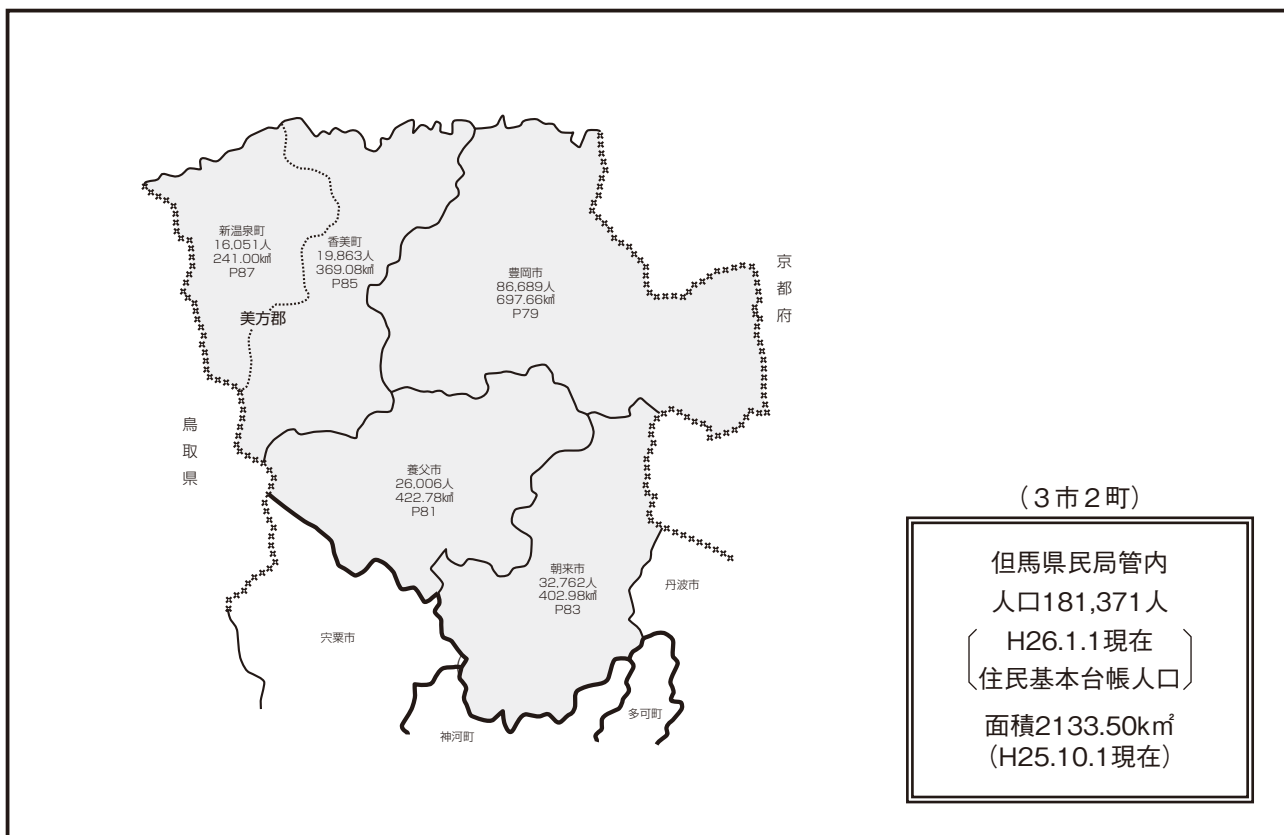 新温泉町
16,051人
241.00㎢
P87
香美町
19,863人
369.08㎢
P85
美方郡
豊岡市
86,689人
697.66㎢
P79
京都府
鳥取県
養父市
26,006人
422.78㎢
P81
朝来市
32,762人
402.98㎢
P83
丹波市
宍粟市
神河町
多可町
（３市２町）
但馬県民局管内
人口181,371人
H26.1.1現在
住民基本台帳人口
面積2133.50k㎡
（H25.10.1現在）